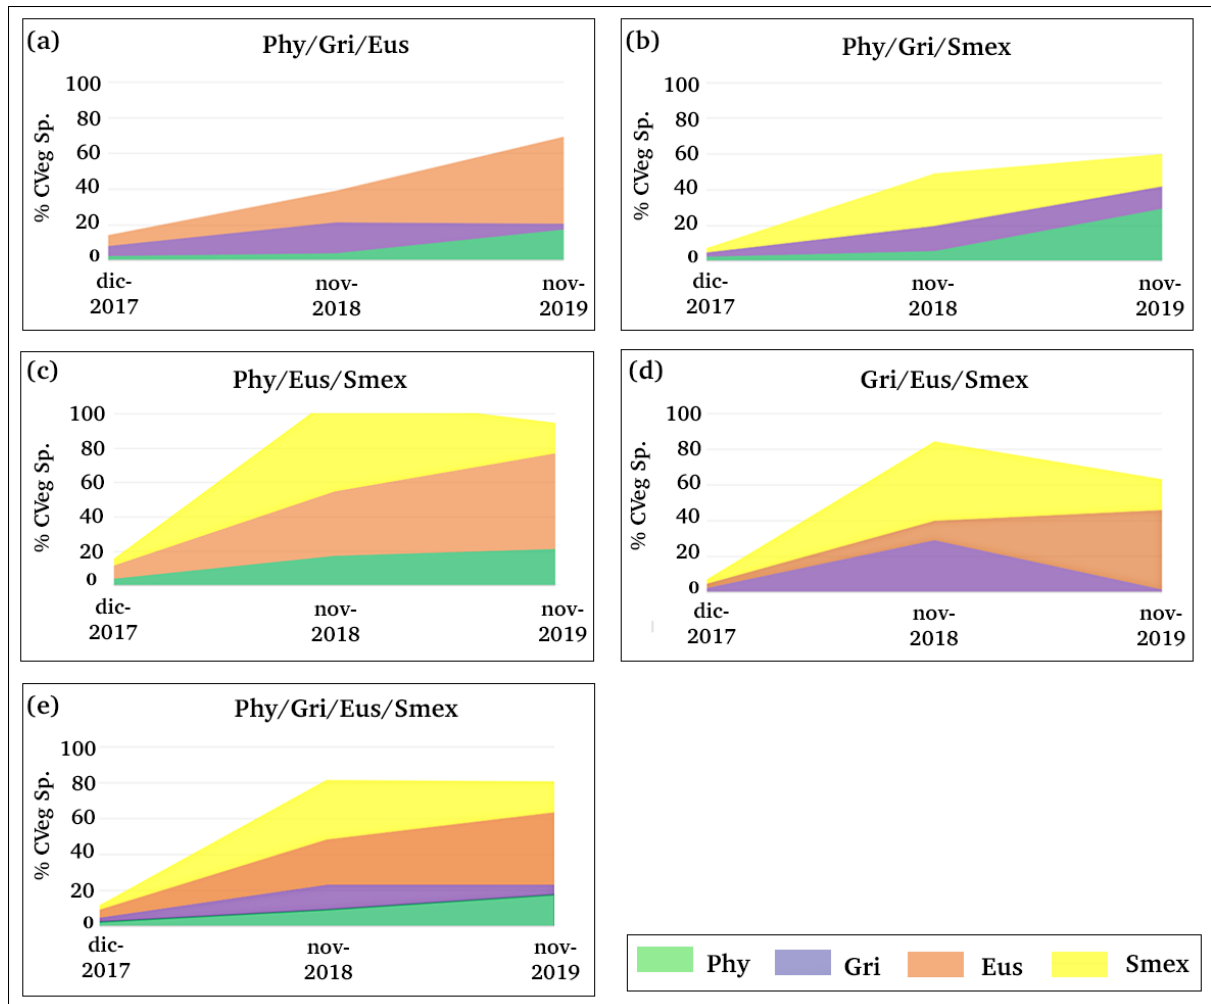 (a)
Phy/Gri/Eus
% CVeg Sp.
100
80
60
40
20
0
dic-
2017
nov-
2018
nov-
2019
(b)
Phy/Gri/Smex
% CVeg Sp.
100
80
60
40
20
0
dic-
2017
nov-
2018
nov-
2019
(c)
Phy/Eus/Smex
% CVeg Sp.
100
80
60
40
20
0
dic-
2017
nov-
2018
nov-
2019
(d)
Gri/Eus/Smex
% CVeg Sp.
100
80
60
40
20
0
dic-
2017
nov-
2018
nov-
2019
(e)
Phy/Gri/Eus/Smex
% CVeg Sp.
100
80
60
40
20
0
dic-
2017
nov-
2018
nov-
2019
Phy Gri Eus Smex